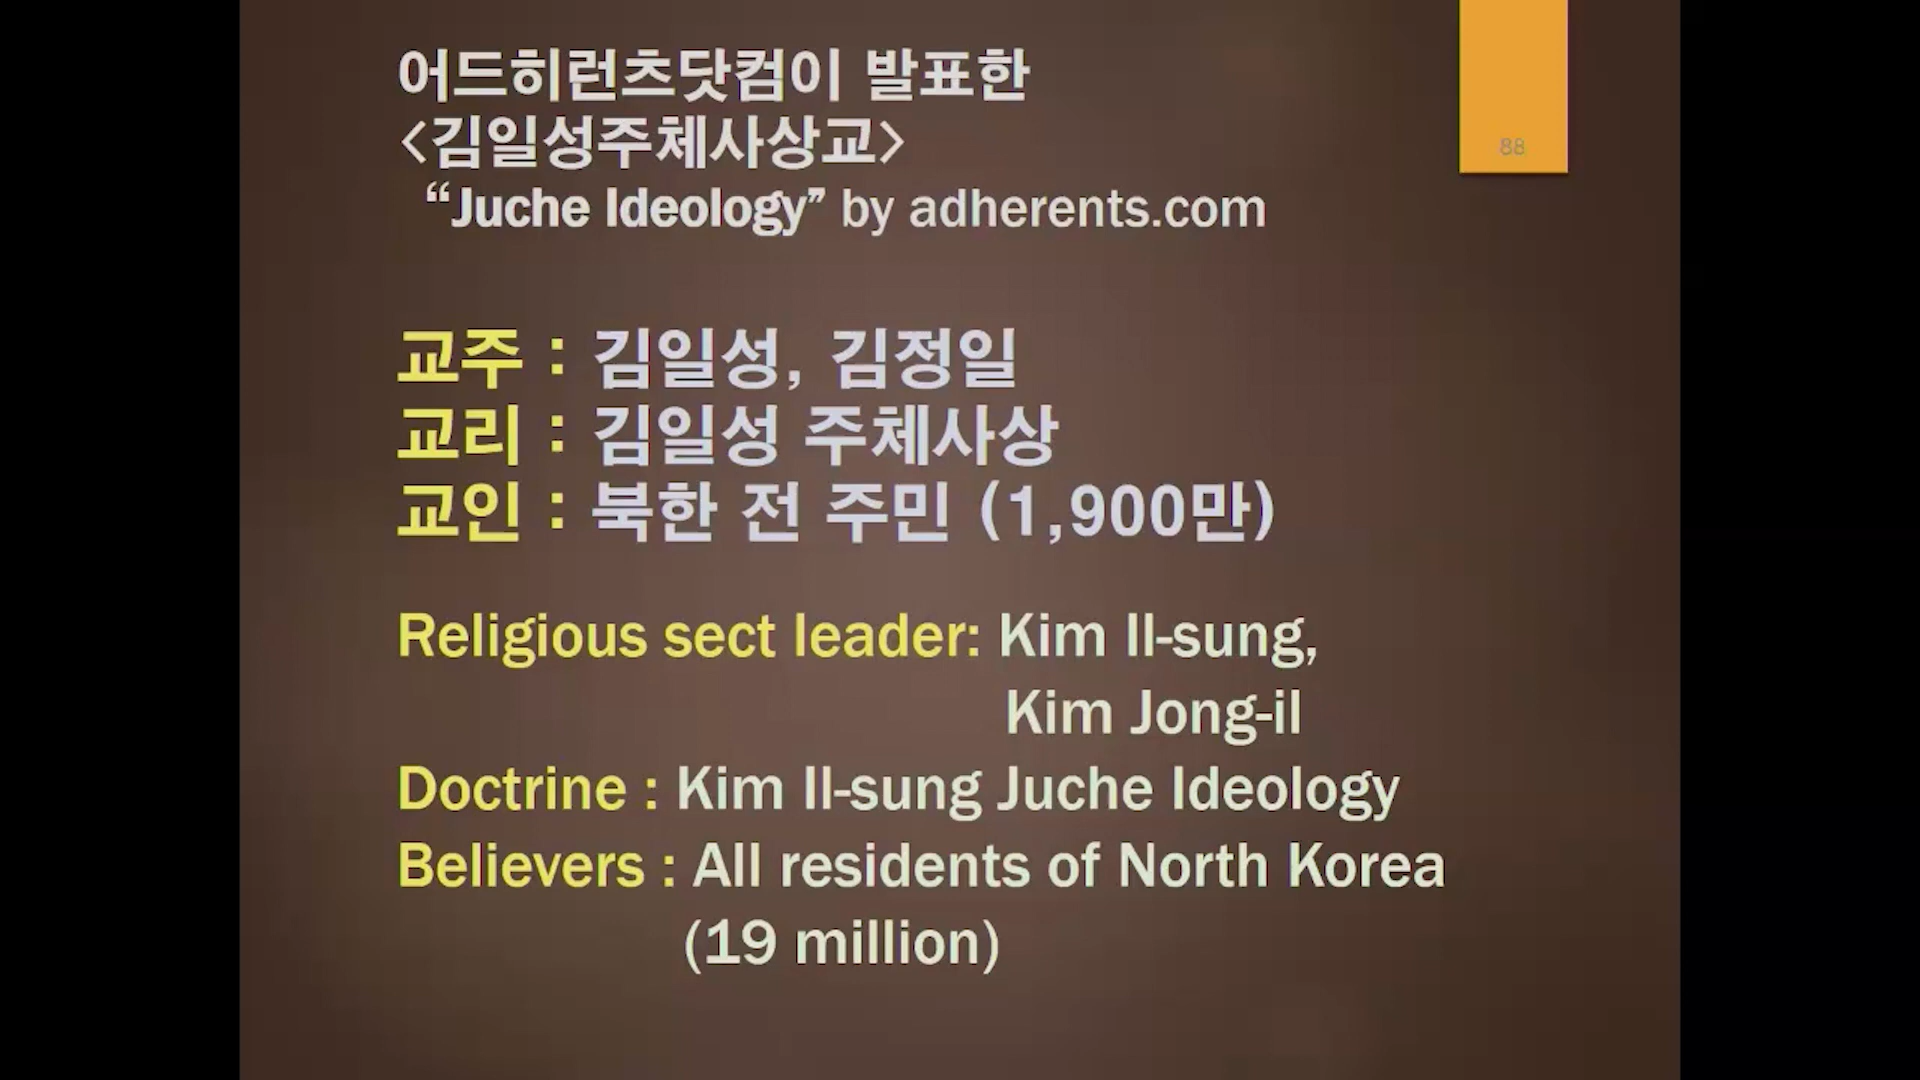 어드히런츠닷컴이 발표한
<김일성주체사상교>
“Juche Ideology” by adherents.com
88
교주 : 김일성, 김정일
교리 : 김일성 주체사상
교인 : 북한 전 주민 (1,900만)
Religious sect leader: Kim Il-sung,
Kim Jong-il
Doctrine : Kim Il-sung Juche Ideology
Believers : All residents of North Korea
(19 million)